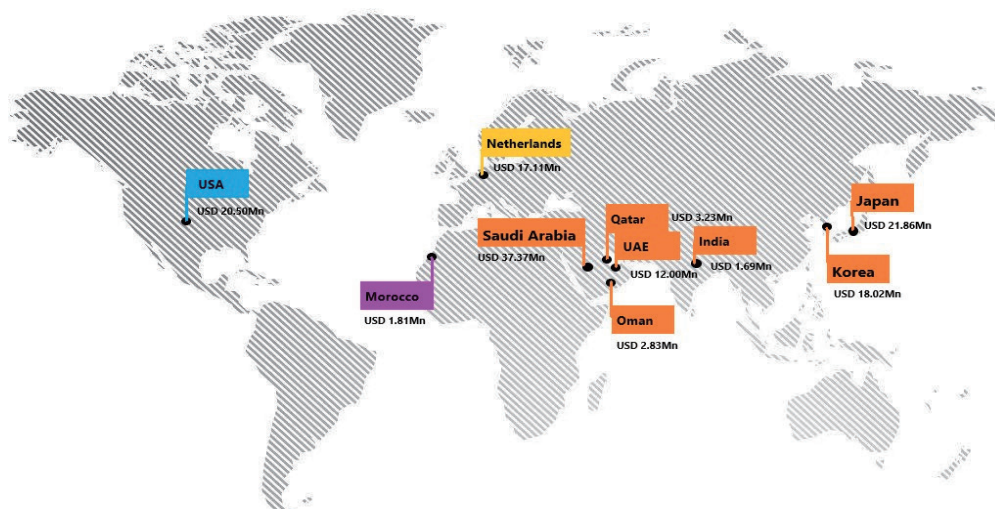 Netherlands
USD 17.11Mn
USA
USD 20.50Mn
Japan
USD 21.86Mn
Qatar
USD 3.23Mn
Saudi Arabia
USD 37.37Mn
UAE
USD 12.00Mn
India
USD 1.69Mn
Korea
USD 18.02Mn
Morocco
USD 1.81Mn
Oman
USD 2.83Mn